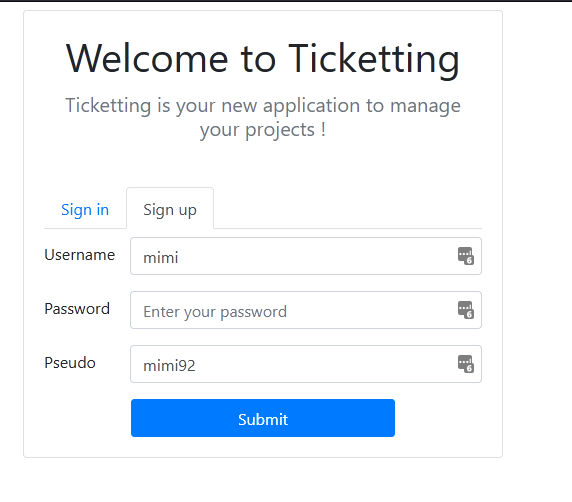 Welcome to Ticketting
Ticketting is your new application to manage
your projects !
Sign in Sign up
Username mimi
Password Enter your password
Pseudo mimi92
Submit